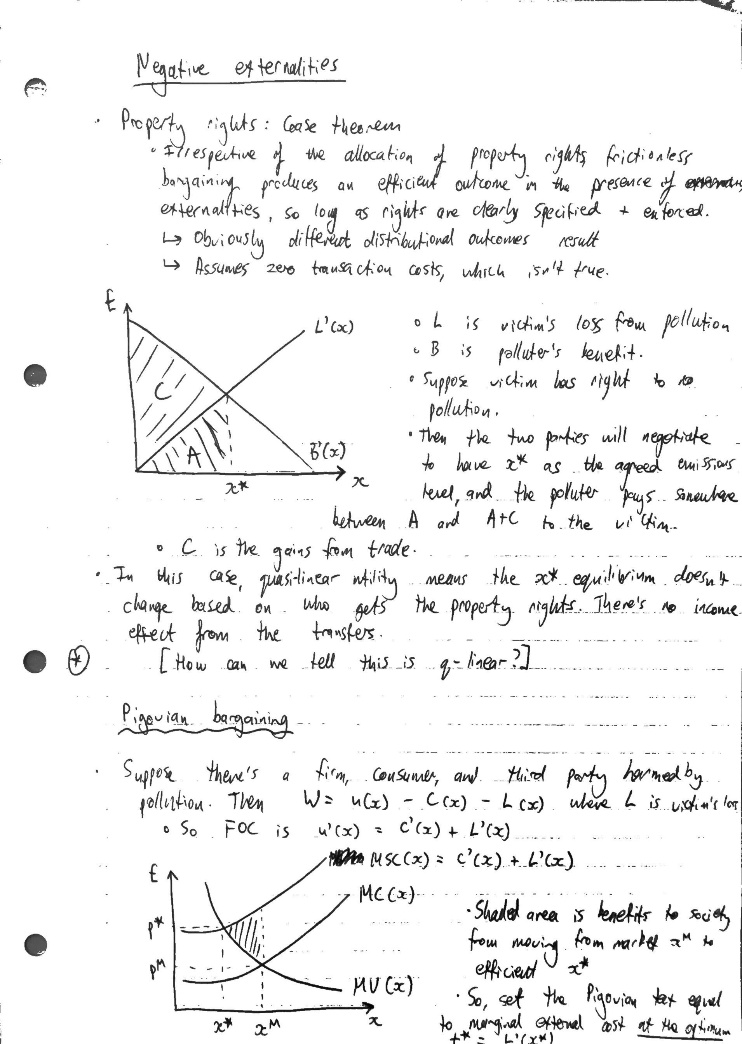 Negative externalities
• Property rights: Coase theorem
∘ Irrespective of the allocation of property rights, frictionless
bargaining produces an efficient outcome in the presence of
externalities, so long as rights are clearly specified + enforced.
↳ Obviously different distributional outcomes result
↳ Assumes zero transaction costs, which isn't true.
£
L'(x)
C
A
B'(x)
x*
x
∘ L is victim's loss from pollution
∘ B is polluter's benefit.
• Suppose victim has right to no
pollution.
• Then the two parties will negotiate
to have x* as the agreed emissions
level, and the polluter pays somewhere
between A and A+C to the victim.
∘ C is the gains from trade.
• In this case, quasilinear utility means the x* equilibrium doesn't
change based on who gets the property rights. There's no income
effect from the transfers.
* [How can we tell this is q-linear?]
Pigovian bargaining
• Suppose there's a firm, consumer, and third party harmed by
pollution. Then W = u(x) - C(x) - L(x) where L is victim's loss
∘ So FOC is u'(x) = C'(x) + L'(x)
£
MSC(x) = C'(x) + L'(x)
MC(x)
P*
PM
MU(x)
x*
xM
x
• Shaded area is benefits to society
from moving from market xM to
efficient x*
• So, set the Pigovian tax equal
to marginal external cost at the optimum
t* = L'(x*)